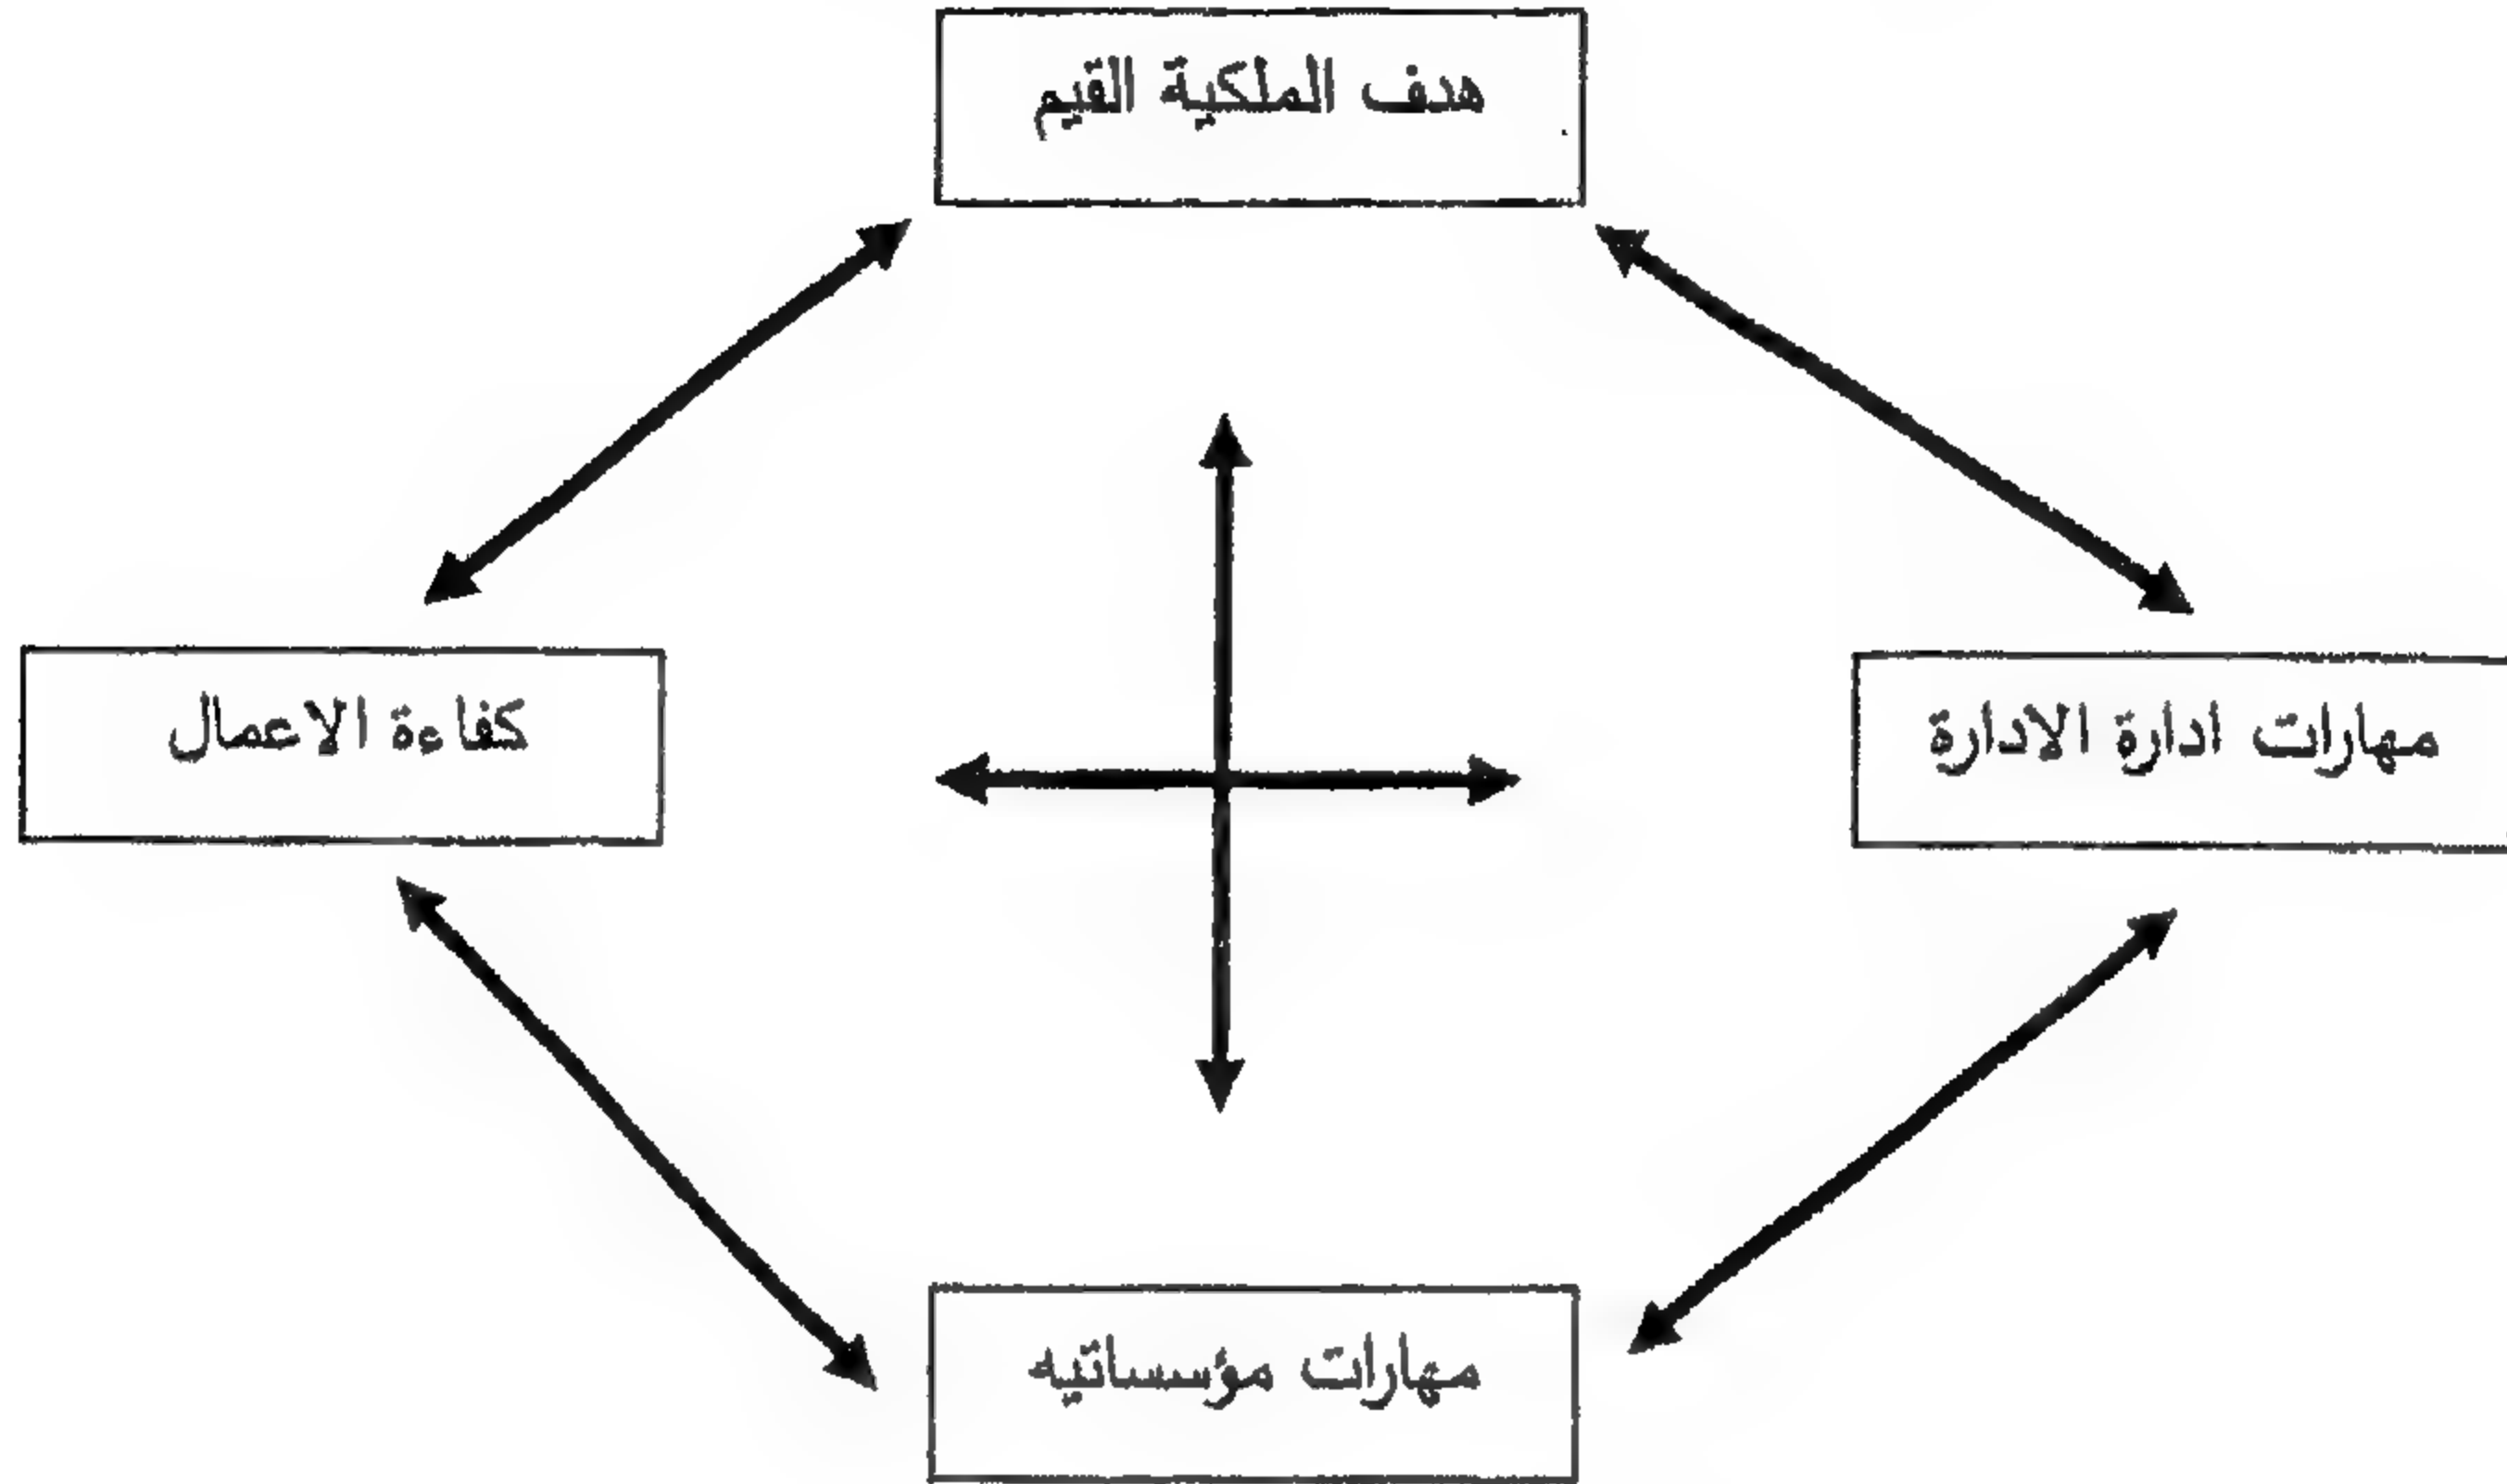 هدف الملكية القيم
مهارات ادارة الادارة
كفاءة الاعمال
مهارات مؤسساتيه